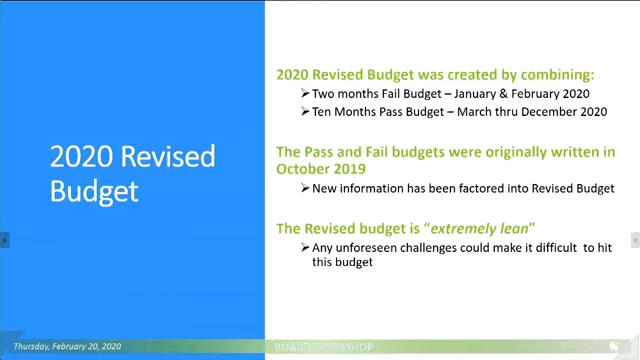 2020 Revised Budget was created by combining:
➢Two months Fail Budget – January & February 2020
➢Ten Months Pass Budget – March thru December 2020
2020 Revised
Budget
The Pass and Fail budgets were originally written in
October 2019
➢New information has been factored into Revised Budget
The Revised budget is "extremely lean"
➢Any unforeseen challenges could make it difficult to hit
this budget
Thursday, February 20, 2020
BOARD WORKSHOP